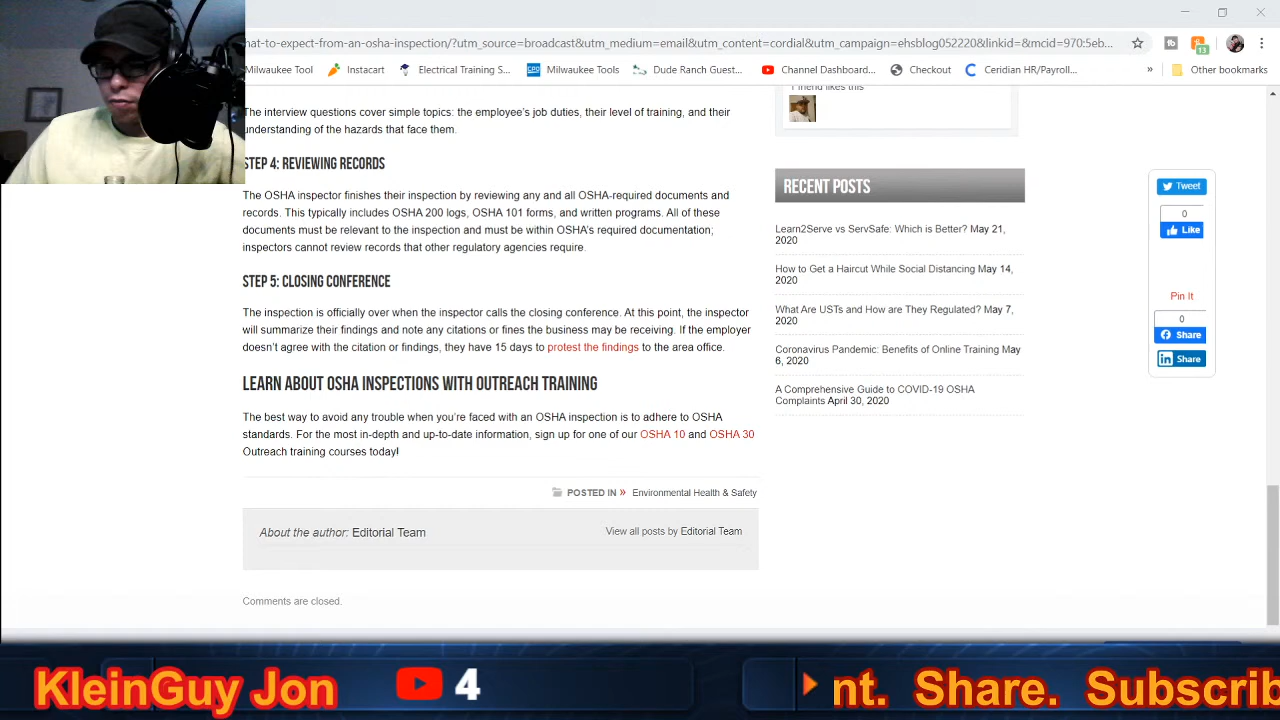 hat-to-expect-from-an-osha-inspection/?utm_source=broadcast&utm_medium=email&utm_content=cordial&utm_campaign=ehsblog052220&linkid=&mcid=970:5eb...
13
Milwaukee Tool Instacart Electrical Training S... Milwaukee Tools Dude Ranch Guest... Channel Dashboard... Checkout Ceridian HR/Payroll... » Other bookmarks
1 friend likes this
The interview questions cover simple topics: the employee's job duties, their level of training, and their
understanding of the hazards that face them.
STEP 4: REVIEWING RECORDS
The OSHA inspector finishes their inspection by reviewing any and all OSHA-required documents and
records. This typically includes OSHA 200 logs, OSHA 101 forms, and written programs. All of these
documents must be relevant to the inspection and must be within OSHA's required documentation;
inspectors cannot review records that other regulatory agencies require.
STEP 5: CLOSING CONFERENCE
The inspection is officially over when the inspector calls the closing conference. At this point, the inspector
will summarize their findings and note any citations or fines the business may be receiving. If the employer
doesn't agree with the citation or findings, they have 15 days to protest the findings to the area office.
LEARN ABOUT OSHA INSPECTIONS WITH OUTREACH TRAINING
The best way to avoid any trouble when you're faced with an OSHA inspection is to adhere to OSHA
standards. For the most in-depth and up-to-date information, sign up for one of our OSHA 10 and OSHA 30
Outreach training courses today!
POSTED IN » Environmental Health & Safety
About the author: Editorial Team View all posts by Editorial Team
Comments are closed.
RECENT POSTS
Learn2Serve vs ServSafe: Which is Better? May 21,
2020
How to Get a Haircut While Social Distancing May 14,
2020
What Are USTs and How are They Regulated? May 7,
2020
Coronavirus Pandemic: Benefits of Online Training May
6, 2020
A Comprehensive Guide to COVID-19 OSHA
Complaints April 30, 2020
Tweet
0
Like
Pin It
0
Share
Share
KleinGuy Jon 4 nt. Share. Subscrib